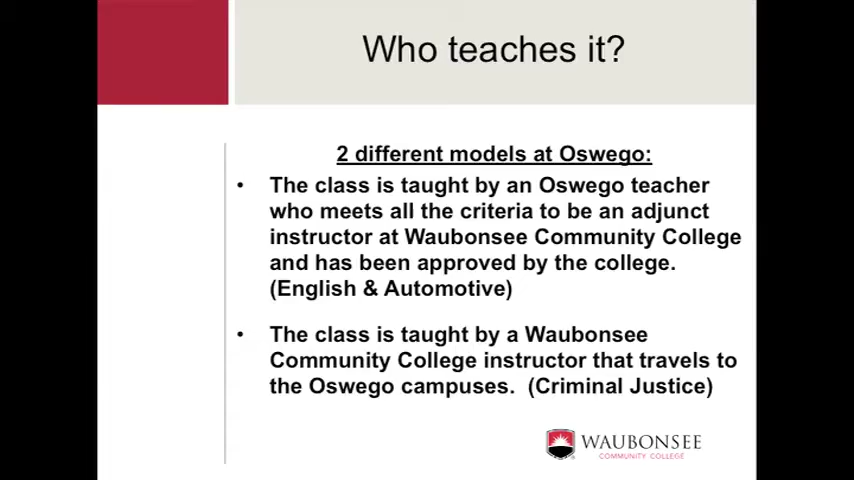 Who teaches it?
2 different models at Oswego:
• The class is taught by an Oswego teacher
who meets all the criteria to be an adjunct
instructor at Waubonsee Community College
and has been approved by the college.
(English & Automotive)
• The class is taught by a Waubonsee
Community College instructor that travels to
the Oswego campuses.  (Criminal Justice)
WAUBONSEE
COMMUNITY COLLEGE